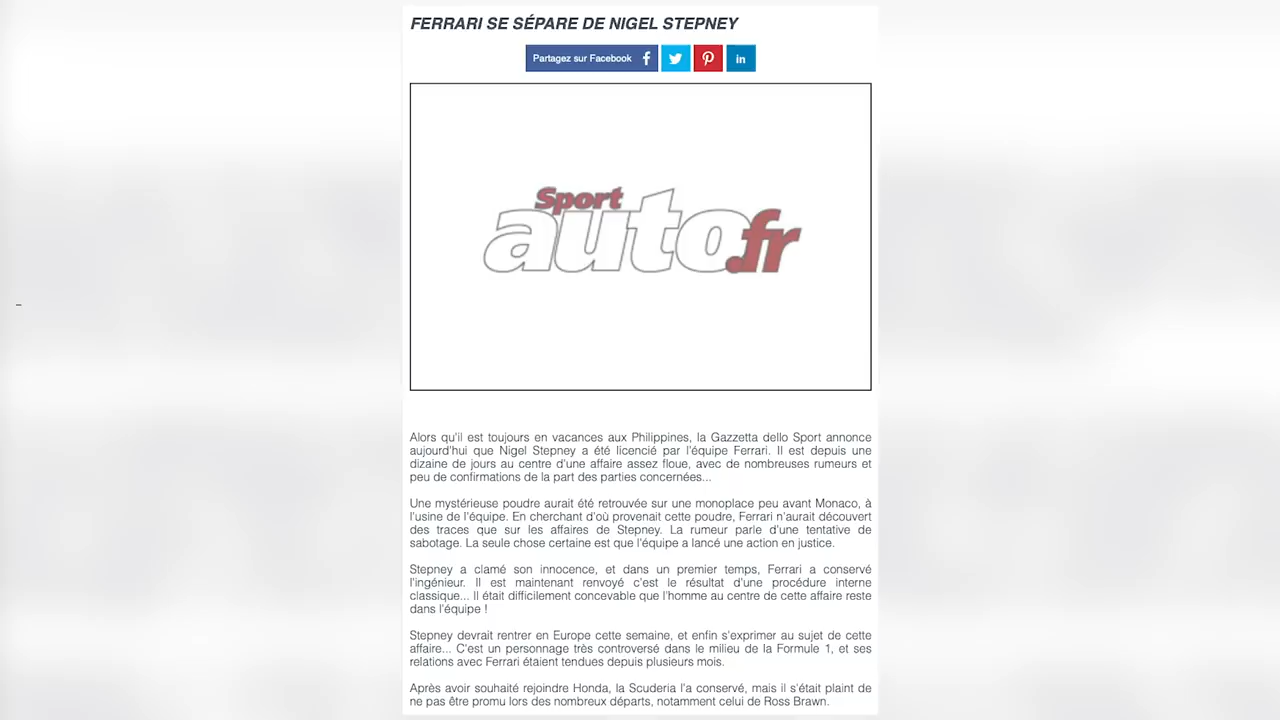 FERRARI SE SÉPARE DE NIGEL STEPNEY
Partagez sur Facebook f
in
Sport
auto.fr
Alors qu'il est toujours en vacances aux Philippines, la Gazzetta dello Sport annonce
aujourd'hui que Nigel Stepney a été licencié par l'équipe Ferrari. Il est depuis une
dizaine de jours au centre d'une affaire assez floue, avec de nombreuses rumeurs et
peu de confirmations de la part des parties concernées...
Une mystérieuse poudre aurait été retrouvée sur une monoplace peu avant Monaco, à
l'usine de l'équipe. En cherchant d'où provenait cette poudre, Ferrari n'aurait découvert
des traces que sur les affaires de Stepney. La rumeur parle d'une tentative de
sabotage. La seule chose certaine est que l'équipe a lancé une action en justice.
Stepney a clamé son innocence, et dans un premier temps, Ferrari a conservé
l'ingénieur. Il est maintenant renvoyé c'est le résultat d'une procédure interne
classique... Il était difficilement concevable que l'homme au centre de cette affaire reste
dans l'équipe !
Stepney devrait rentrer en Europe cette semaine, et enfin s'exprimer au sujet de cette
affaire... C'est un personnage très controversé dans le milieu de la Formule 1, et ses
relations avec Ferrari étaient tendues depuis plusieurs mois.
Après avoir souhaité rejoindre Honda, la Scuderia l'a conservé, mais il s'était plaint de
ne pas être promu lors des nombreux départs, notamment celui de Ross Brawn.